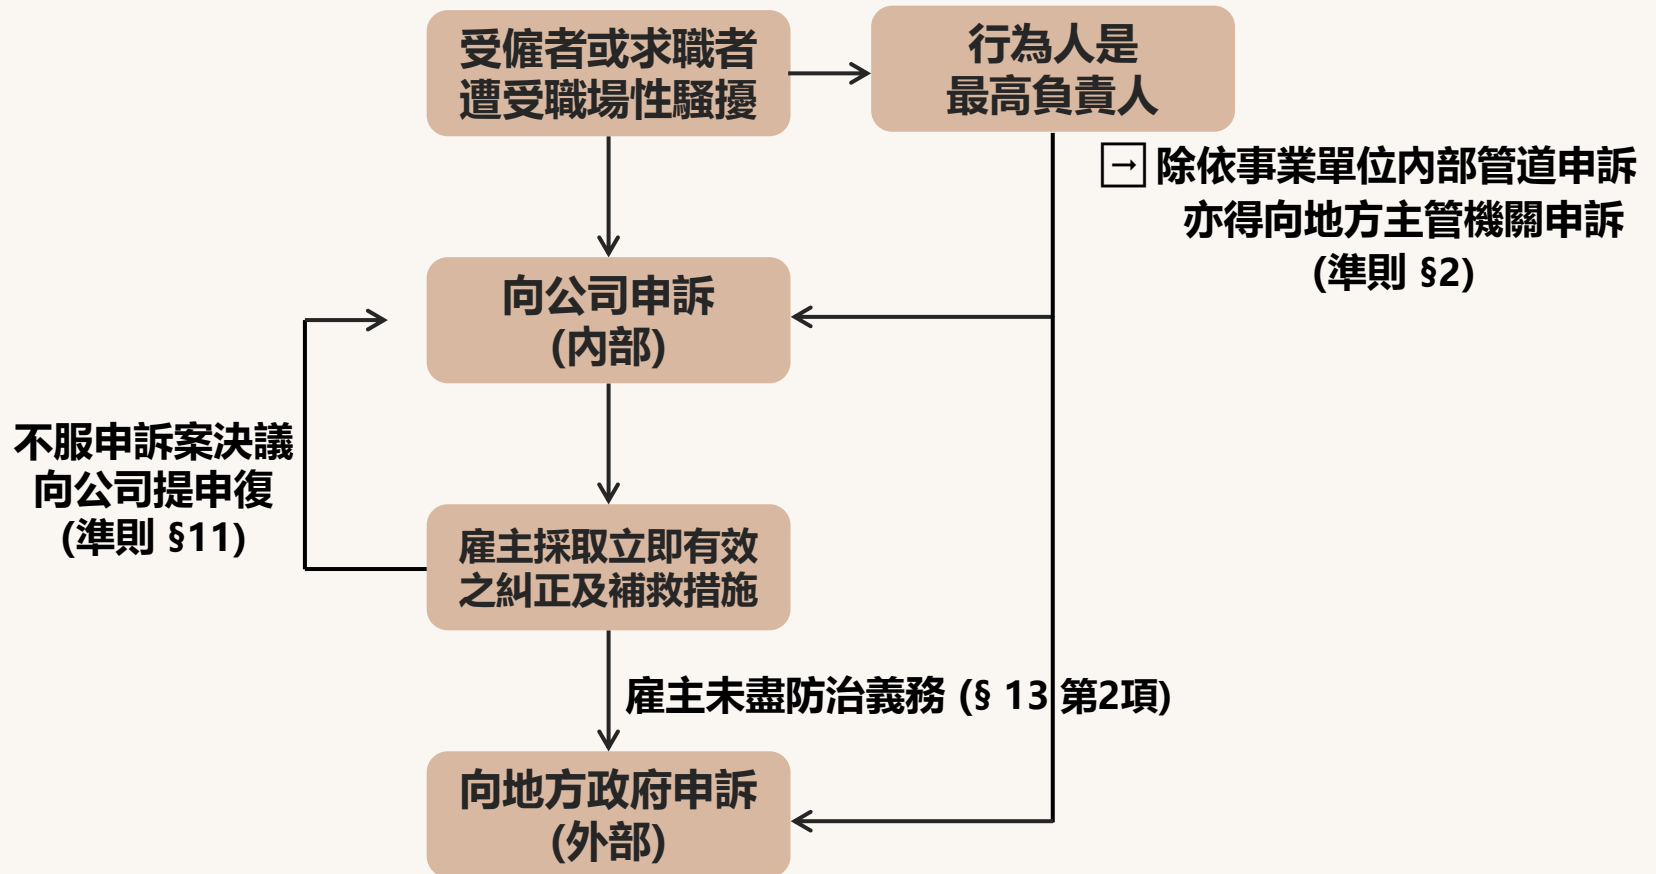 受僱者或求職者
遭受職場性騷擾
行為人是
最高負責人
→ 除依事業單位內部管道申訴
亦得向地方主管機關申訴
(準則 §2)
向公司申訴
(內部)
不服申訴案決議
向公司提申復
(準則 §11)
雇主採取立即有效
之糾正及補救措施
雇主未盡防治義務 (§ 13 第2項)
向地方政府申訴
(外部)